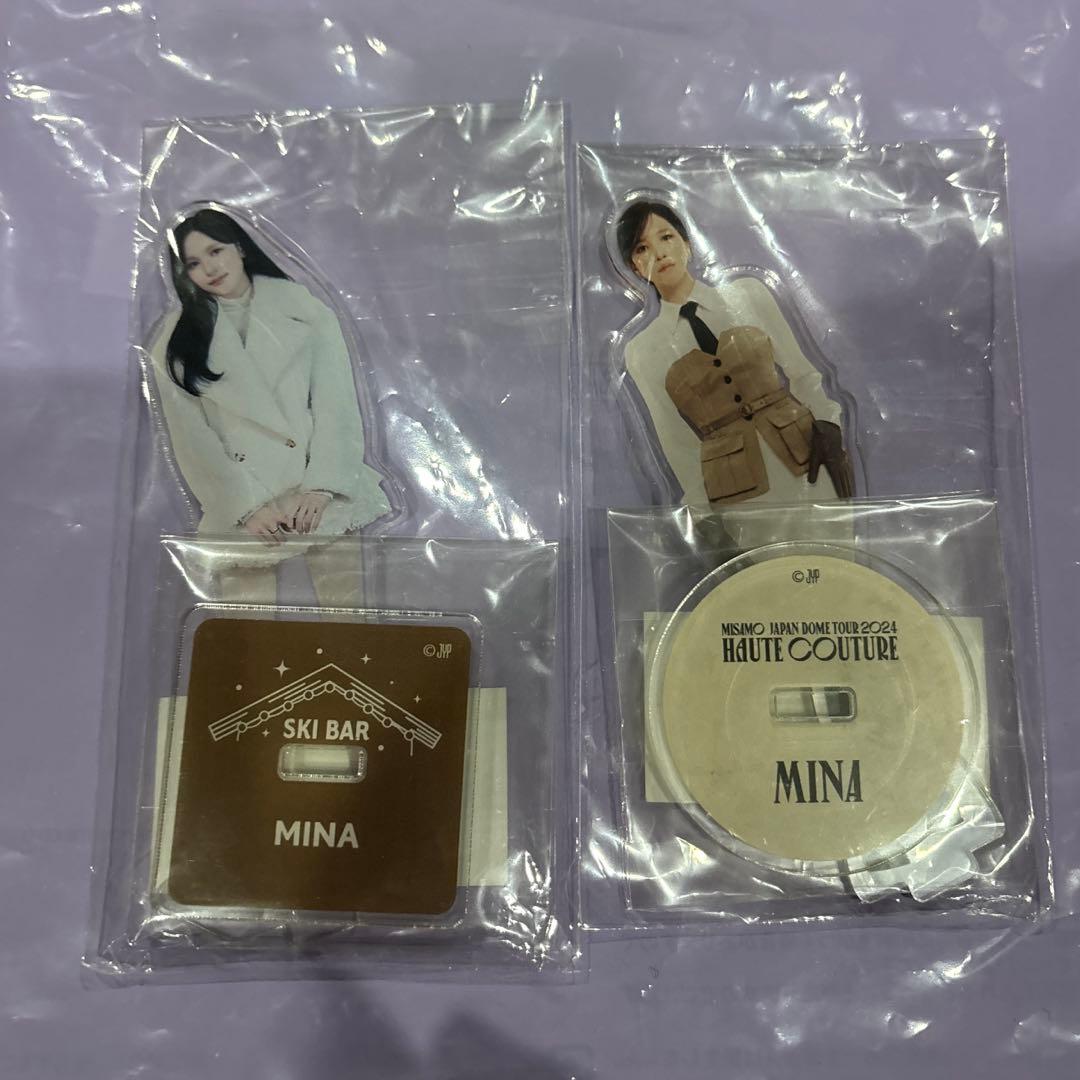 ©JYP
SKI BAR
MINA
©JYP
MISAMO JAPAN DOME TOUR 2024
HAUTE COUTURE
MINA